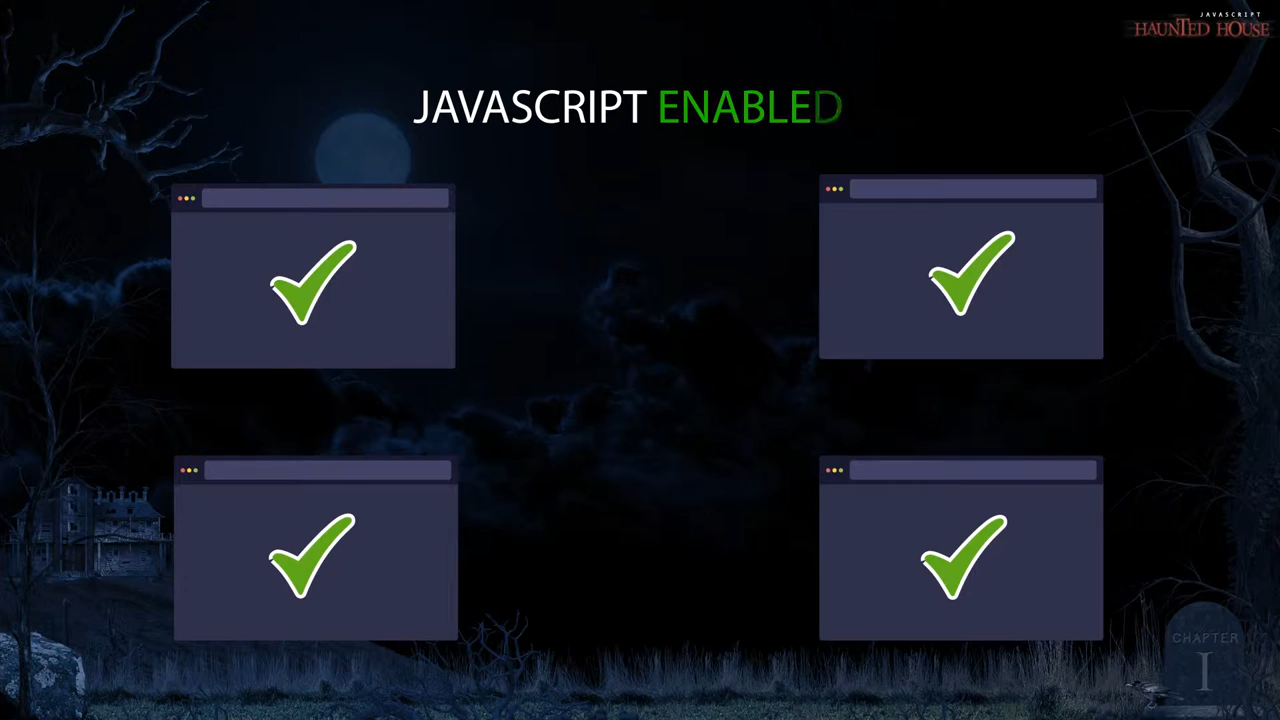 JAVASCRIPT
HAUNTED HOUSE
JAVASCRIPT ENABLED
CHAPTER
I